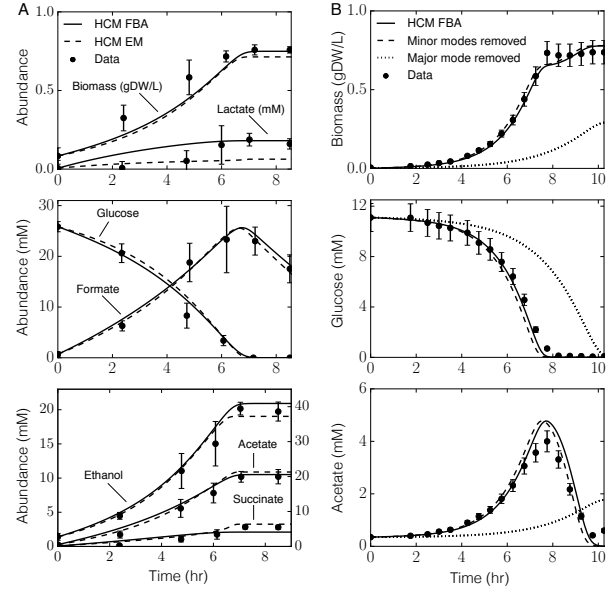 A
HCM FBA
HCM EM
Data
Biomass (gDW/L)
Lactate (mM)
Abundance
1.0
0.5
0.0
0 2 4 6 8
Glucose
Formate
Abundance (mM)
30
20
10
0
0 2 4 6 8
Ethanol
Acetate
Succinate
Abundance (mM)
20
15
10
5
0
40
30
20
10
0
0 2 4 6 8
Time (hr)
B
HCM FBA
Minor modes removed
Major mode removed
Data
Biomass (gDW/L)
1.0
0.5
0.0
0 2 4 6 8 10
Glucose (mM)
12
8
4
0
0 2 4 6 8 10
Acetate (mM)
6
4
2
0
0 2 4 6 8 10
Time (hr)